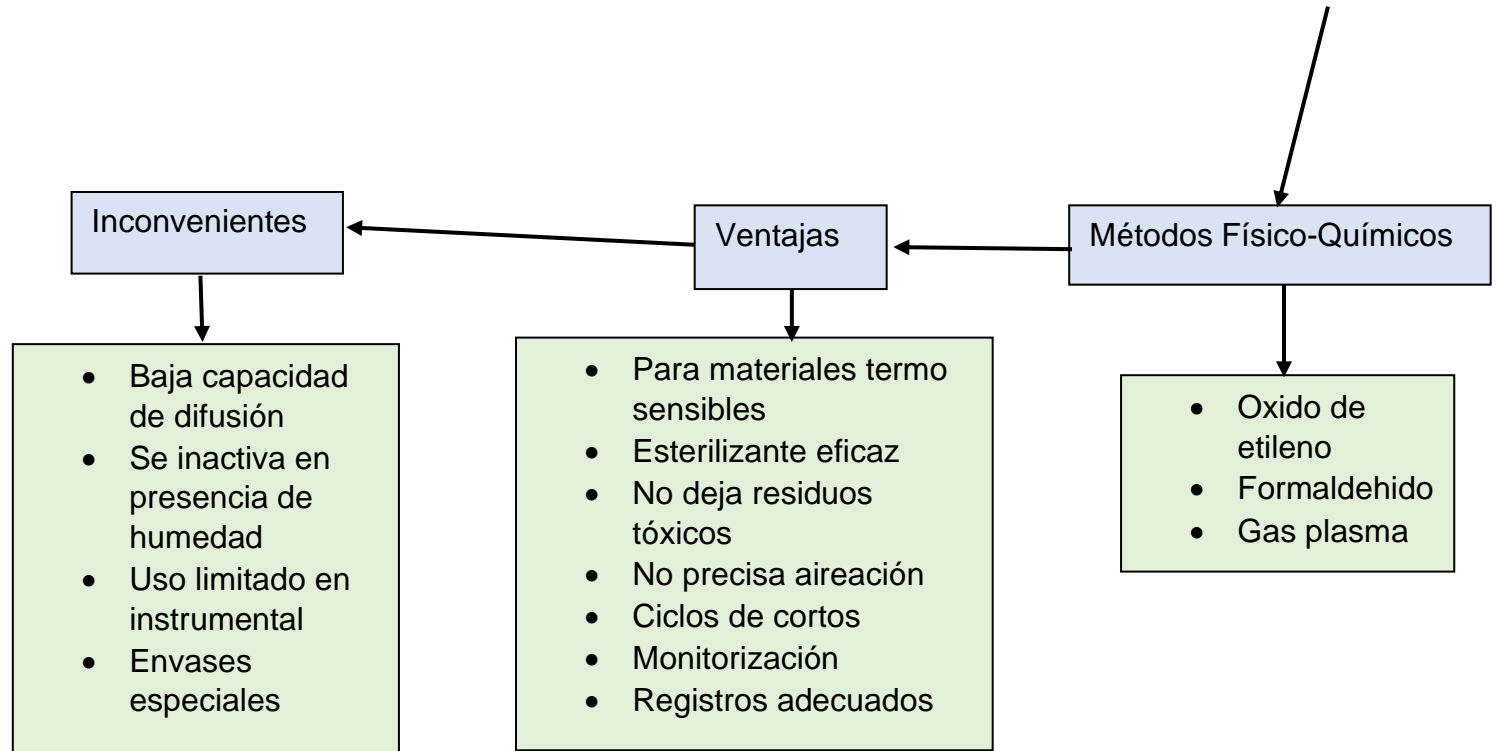 Inconvenientes
Ventajas
Métodos Físico-Químicos
• Baja capacidad
de difusión
• Se inactiva en
presencia de
humedad
• Uso limitado en
instrumental
• Envases
especiales
• Para materiales termo
sensibles
• Esterilizante eficaz
• No deja residuos
tóxicos
• No precisa aireación
• Ciclos de cortos
• Monitorización
• Registros adecuados
• Oxido de
etileno
• Formaldehido
• Gas plasma